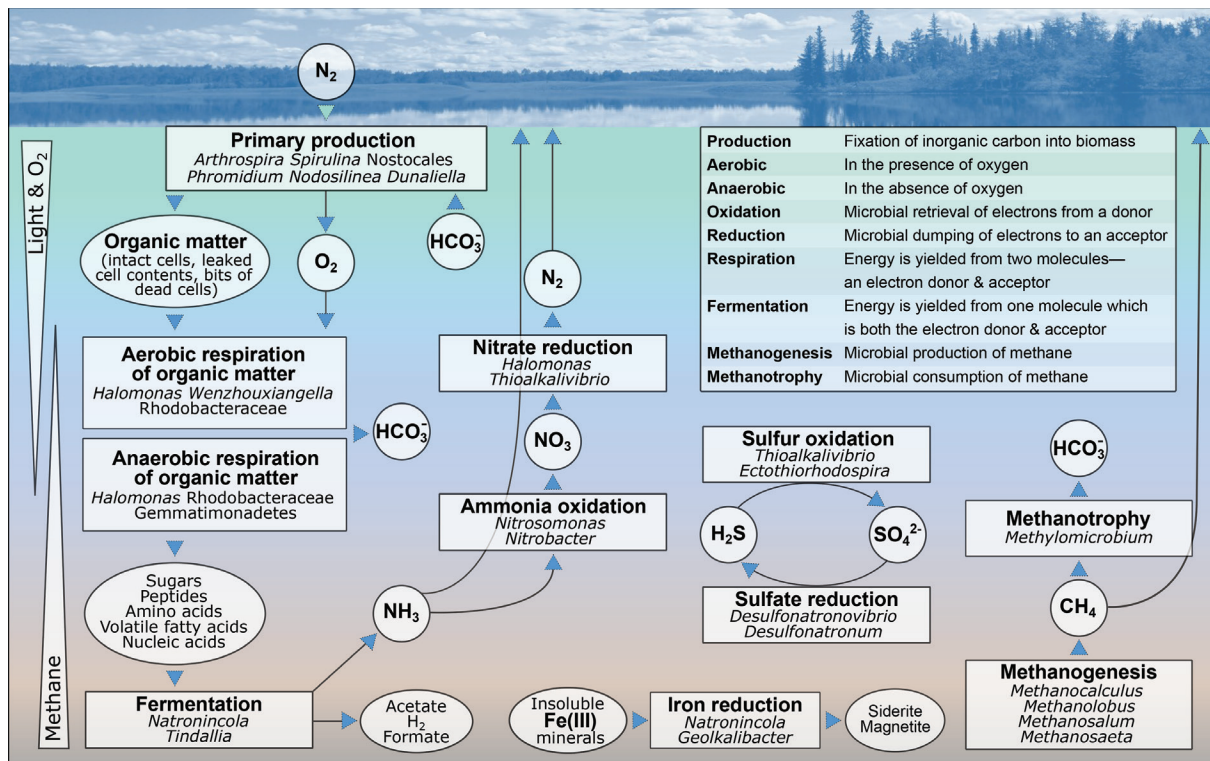 N2
Primary production
Arthrospira Spirulina Nostocales
Phromidium Nodosilinea Dunaliella
Light & O2
Organic matter
(intact cells, leaked
cell contents, bits of
dead cells)
O2
HCO3-
N2
Aerobic respiration
of organic matter
Halomonas Wenzhouxiangella
Rhodobacteraceae
Anaerobic respiration
of organic matter
Halomonas Rhodobacteraceae
Gemmatimonadetes
HCO3-
Nitrate reduction
Halomonas
Thioalkalivibrio
NO3
Ammonia oxidation
Nitrosomonas
Nitrobacter
Sugars
Peptides
Amino acids
Volatile fatty acids
Nucleic acids
NH3
Methane
Fermentation
Natronincola
Tindallia
Acetate
H2
Formate
Production Fixation of inorganic carbon into biomass
Aerobic In the presence of oxygen
Anaerobic In the absence of oxygen
Oxidation Microbial retrieval of electrons from a donor
Reduction Microbial dumping of electrons to an acceptor
Respiration Energy is yielded from two molecules—
an electron donor & acceptor
Fermentation Energy is yielded from one molecule which
is both the electron donor & acceptor
Methanogenesis Microbial production of methane
Methanotrophy Microbial consumption of methane
Sulfur oxidation
Thioalkalivibrio
Ectothiorhodospira
H2S
SO42-
Sulfate reduction
Desulfonatronovibrio
Desulfonatronum
HCO3-
Methanotrophy
Methylomicrobium
CH4
Methanogenesis
Methanocalculus
Methanolobus
Methanosalum
Methanosaeta
Insoluble
Fe(III)
minerals
Iron reduction
Natronincola
Geolkalibacter
Siderite
Magnetite